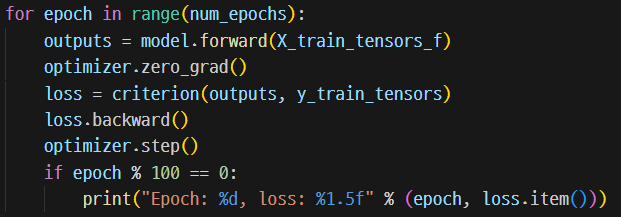 for epoch in range(num_epochs):
    outputs = model.forward(X_train_tensors_f)
    optimizer.zero_grad()
    loss = criterion(outputs, y_train_tensors)
    loss.backward()
    optimizer.step()
    if epoch % 100 == 0:
        print("Epoch: %d, loss: %1.5f" % (epoch, loss.item()))